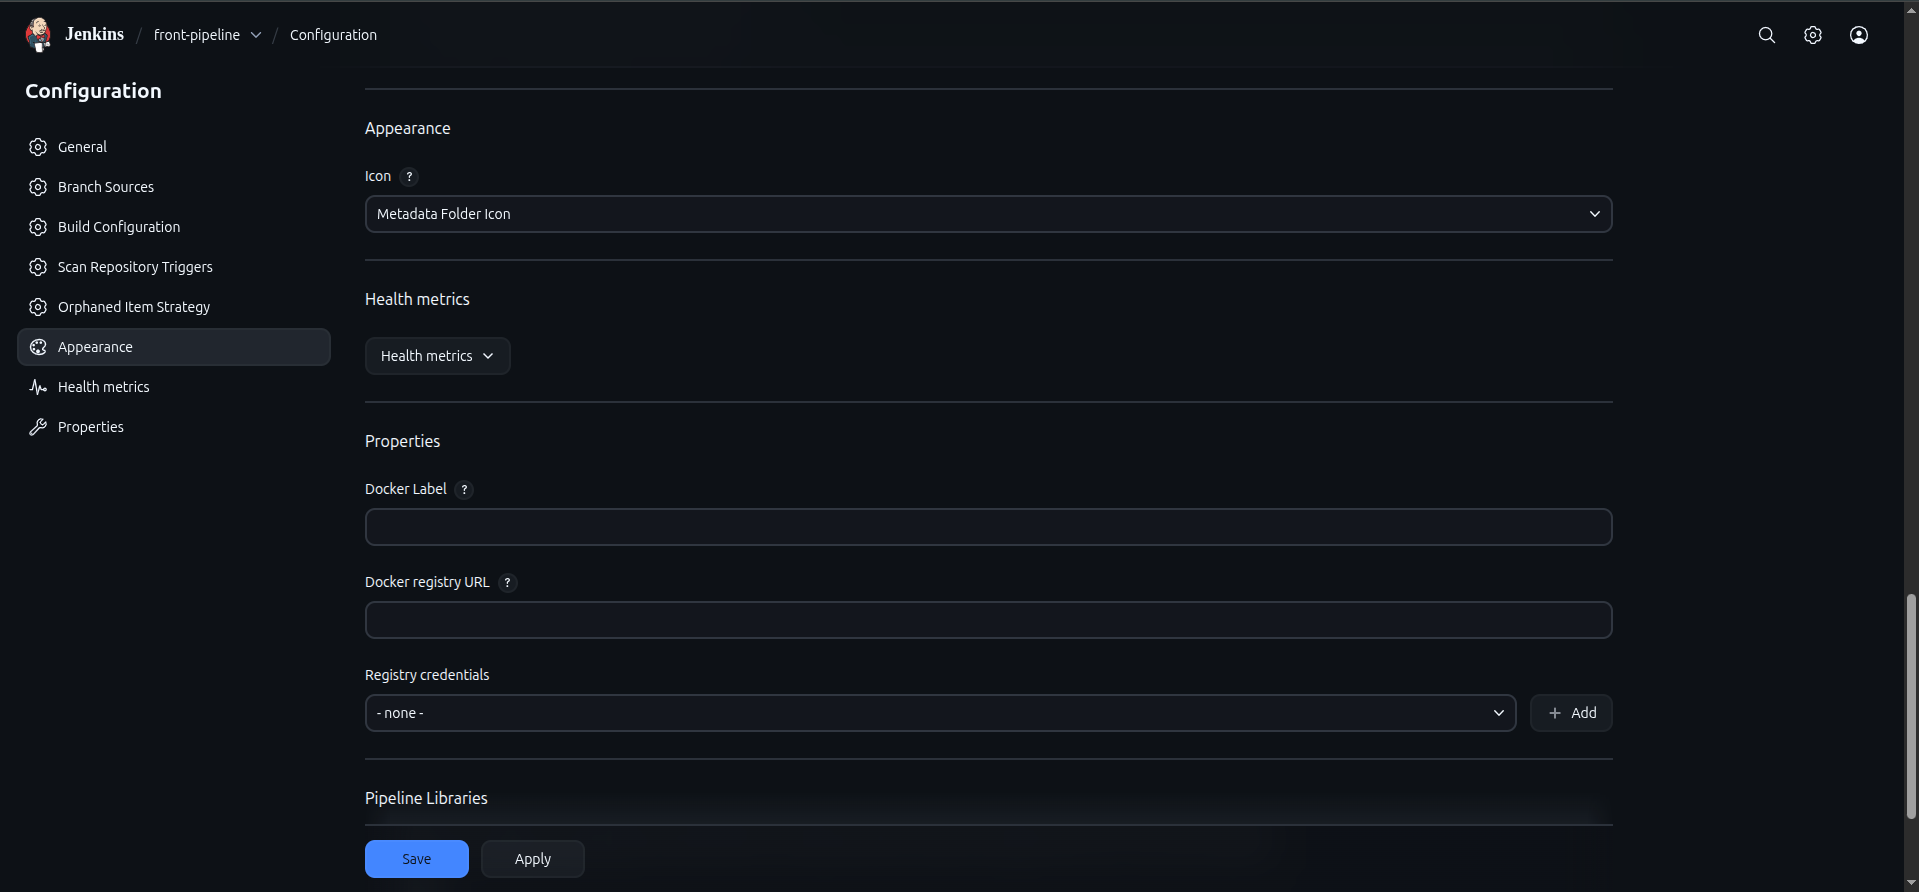 Jenkins / front-pipeline / Configuration
Configuration
General
Branch Sources
Build Configuration
Scan Repository Triggers
Orphaned Item Strategy
Appearance
Health metrics
Properties
Appearance
Icon ?
Metadata Folder Icon
Health metrics
Health metrics
Properties
Docker Label ?
Docker registry URL ?
Registry credentials
- none -
+ Add
Pipeline Libraries
Save
Apply